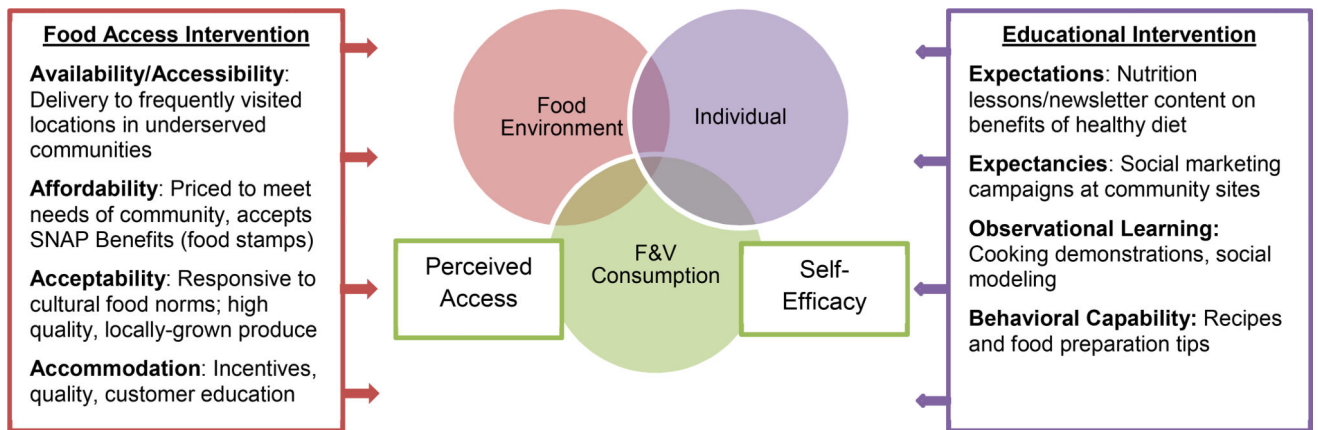 Food Access Intervention
Availability/Accessibility:
Delivery to frequently visited
locations in underserved
communities
Affordability: Priced to meet
needs of community, accepts
SNAP Benefits (food stamps)
Acceptability: Responsive to
cultural food norms; high
quality, locally-grown produce
Accommodation: Incentives,
quality, customer education
Food
Environment
Individual
F&V
Consumption
Perceived
Access
Self-
Efficacy
Educational Intervention
Expectations: Nutrition
lessons/newsletter content on
benefits of healthy diet
Expectancies: Social marketing
campaigns at community sites
Observational Learning:
Cooking demonstrations, social
modeling
Behavioral Capability: Recipes
and food preparation tips